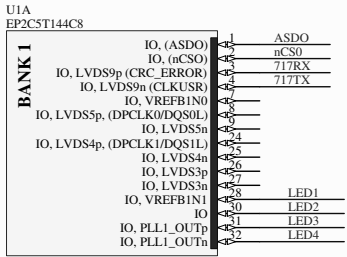 U1A
EP2C5T144C8
BANK 1
IO, (ASDO) 1 ASDO
IO, (nCSO) 2 nCS0
IO, LVDS9p (CRC_ERROR) 3 717RX
IO, LVDS9n (CLKUSR) 4 717TX
IO, VREFB1N0 7
IO, LVDS5p, (DPCLK0/DQS0L) 8
IO, LVDS5n 9
IO, LVDS4p, (DPCLK1/DQS1L) 24
IO, LVDS4n 25
IO, LVDS3p 26
IO, LVDS3n 27
IO, VREFB1N1 28 LED1
IO 30 LED2
IO, PLL1_OUTp 31 LED3
IO, PLL1_OUTn 32 LED4